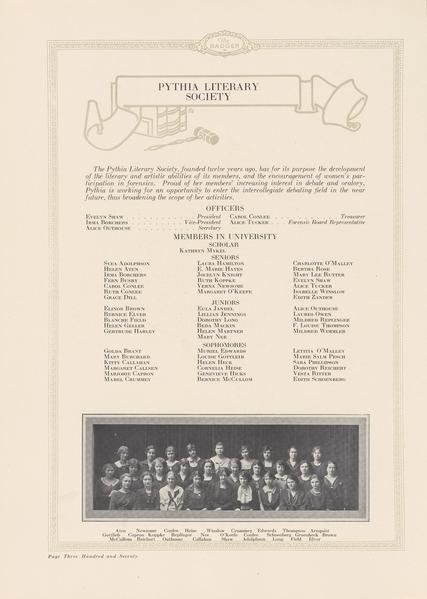 The
BADGER
PYTHIA LITERARY
SOCIETY
The Pythia Literary Society, founded twelve years ago, has for its purpose the development
of the literary and artistic abilities of its members, and the encouragement of women's par-
ticipation in forensics. Proud of her members' increasing interest in debate and oratory,
Pythia is working for an opportunity to enter the intercollegiate debating field in the near
future, thus broadening the scope of her activities.
OFFICERS
Evelyn Shaw . . . . . . . . . . President Carol Conlee . . . . . . . . . . Treasurer
Irma Borchers . . . . . . Vice-President Alice Tucker . . Forensic Board Representative
Alice Outhouse . . . . . . . . . Secretary
MEMBERS IN UNIVERSITY
SCHOLAR
Kathryn Mykel
SENIORS
Svea Adolphson Laura Hamilton Charlotte O'Malley
Helen Aten E. Marie Hayes Bertha Rose
Irma Borchers Jocelyn Knight Mary Lee Butter
Fern Busby Ruth Koppke Evelyn Shaw
Carol Conlee Verna Newsome Alice Tucker
Ruth Conlee Margaret O'Keefe Isabelle Winslow
Grace Dill Edith Zander
JUNIORS
Elinor Brown Eula Jandel Alice Outhouse
Bernice Elver Lillian Jennings Lauren Owen
Blanche Field Dorothy Long Mildred Replinger
Helen Geller Reda Mackin F. Louise Thompson
Gertrude Harley Helen Martner Mildred Wimmler
Mary Nee
SOPHOMORES
Golda Brant Muriel Edwards Letitia O'Malley
Mary Burchard Louise Gottlieb Marie Salm Pesch
Kitty Callahan Helen Heck Sara Phillipson
Margaret Callsen Cornelia Heise Dorothy Reichert
Marjorie Capron Genevieve Hicks Vesta Ritter
Mabel Crummey Bernice McCullom Edith Schoenberg
Aten Newsome Conlee Heise Winslow Crummey Edwards Thompson Arnquist
Gottlieb Capron Koppke Replinger Nee O'Keefe Conlee Schoenberg Brown
McCullom Reichert Outhouse Callahan Shaw Adolphson Long Field Elver
Page Three Hundred and Seventy